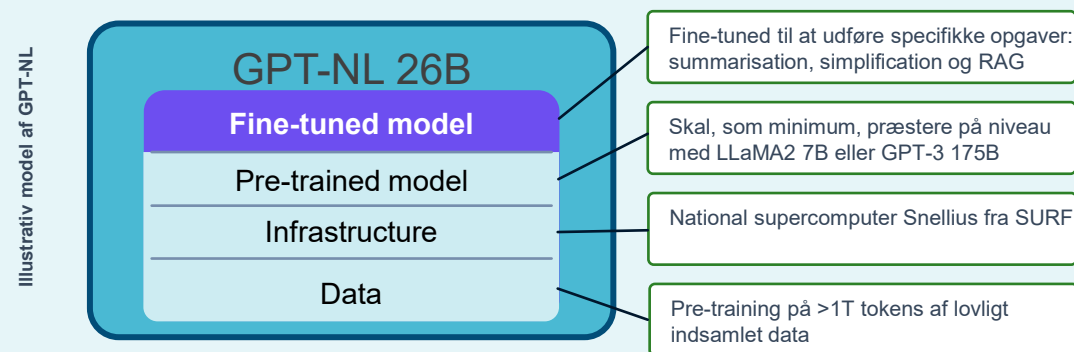 Illustrativ model af GPT-NL
GPT-NL 26B
Fine-tuned model
Pre-trained model
Infrastructure
Data
Fine-tuned til at udføre specifikke opgaver:
summarisation, simplification og RAG
Skal, som minimum, præstere på niveau
med LLaMA2 7B eller GPT-3 175B
National supercomputer Snellius fra SURF
Pre-training på >1T tokens af lovligt
indsamlet data